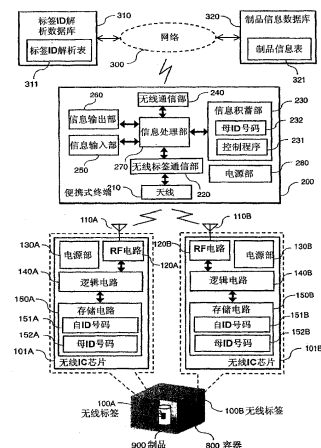 标签ID解析数据库
310
标签ID解析表
311
网络
300
320
制品信息数据库
制品信息表
321
260
信息输出部
信息输入部
250
无线通信部
240
信息处理部
270
无线标签通信部
220
210
天线
便携式终端
信息积蓄部
230
母ID号码
232
控制程序
231
电源部
280
200
110A
110B
130A
电源部
RF电路
120A
140A
逻辑电路
150A
存储电路
151A
自ID号码
152A
母ID号码
101A
无线IC芯片
120B
RF电路
电源部
130B
逻辑电路
140B
存储电路
150B
自ID号码
151B
母ID号码
152B
无线IC芯片
101B
100A
无线标签
100B 无线标签
900 制品
800 容器